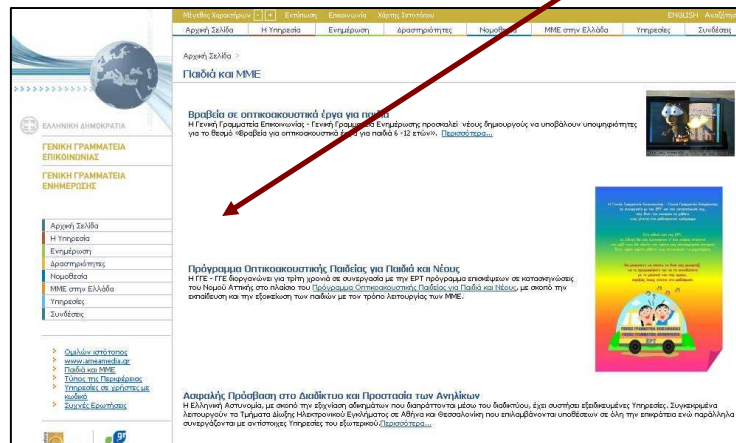 Μέγεθος Χαρακτήρων - + Εκτύπωση Επικοινωνία Χάρτης Ιστοτόπου ENGLISH
Αρχική Σελίδα Η Υπηρεσία Ενημέρωση Δραστηριότητες Νομοθεσία ΜΜΕ στην Ελλάδα Υπηρεσίες Συνδέσεις
Αρχική Σελίδα >
Παιδιά και ΜΜΕ
Βραβεία σε οπτικοακουστικά έργα για παιδιά
Η Γενική Γραμματεία Επικοινωνίας - Γενική Γραμματεία Ενημέρωσης προσκαλεί νέους δημιουργούς να υποβάλουν υποψηφιότητες
για το θεσμό «Βραβεία για οπτικοακουστικά έργα για παιδιά 6 -12 ετών». Περισσότερα...
ΕΛΛΗΝΙΚΗ ΔΗΜΟΚΡΑΤΙΑ
ΓΕΝΙΚΗ ΓΡΑΜΜΑΤΕΙΑ
ΕΠΙΚΟΙΝΩΝΙΑΣ
ΓΕΝΙΚΗ ΓΡΑΜΜΑΤΕΙΑ
ΕΝΗΜΕΡΩΣΗΣ
Αρχική Σελίδα
Η Υπηρεσία
Ενημέρωση
Δραστηριότητες
Νομοθεσία
ΜΜΕ στην Ελλάδα
Υπηρεσίες
Συνδέσεις
Πρόγραμμα Οπτικοακουστικής Παιδείας για Παιδιά και Νέους
Η ΓΓΕ - ΓΓΕ διοργανώνει για τρίτη χρονιά σε συνεργασία με την ΕΡΤ πρόγραμμα επισκέψεων σε κατασκηνώσεις
του Νομού Αττικής στο πλαίσιο του Πρόγραμμα Οπτικοακουστικής Παιδείας για Παιδιά και Νέους, με σκοπό την
εκπαίδευση και την εξοικείωση των παιδιών με τον τρόπο λειτουργίας των ΜΜΕ.
ΓΕΝΙΚΗ ΓΡΑΜΜΑΤΕΙΑ ΕΠΙΚΟΙΝΩΝΙΑΣ
ΓΕΝΙΚΗ ΓΡΑΜΜΑΤΕΙΑ ΕΝΗΜΕΡΩΣΗΣ
ΕΡΤ
Ομιλών ιστότοπος
www.ameamedia.gr
Παιδιά και ΜΜΕ
Τύπος της Περιφέρειας
Υπηρεσίες σε χρήστες με
κωδικό
Συχνές Ερωτήσεις
Ασφαλής Πρόσβαση στο Διαδίκτυο και Προστασία των Ανηλίκων
Η Ελληνική Αστυνομία, με σκοπό την εξιχνίαση αδικημάτων που διαπράττονται μέσω του διαδικτύου, έχει συστήσει εξειδικευμένες Υπηρεσίες. Συγκεκριμένα
λειτουργούν τα Τμήματα Δίωξης Ηλεκτρονικού Εγκλήματος σε Αθήνα και Θεσσαλονίκη που επιλαμβάνονται υποθέσεων σε όλη την επικράτεια ενώ παράλληλα
συνεργάζονται με αντίστοιχες Υπηρεσίες του εξωτερικού.Περισσότερα...
gr